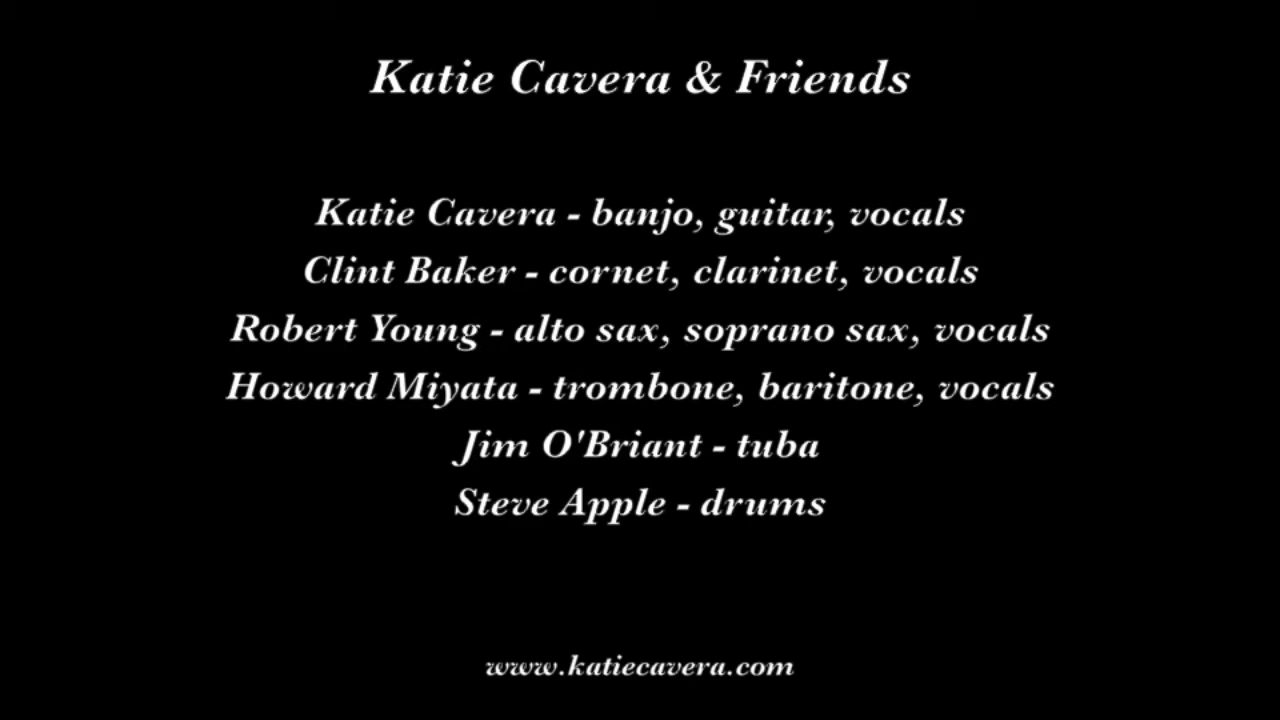 Katie Cavera & Friends
Katie Cavera - banjo, guitar, vocals
Clint Baker - cornet, clarinet, vocals
Robert Young - alto sax, soprano sax, vocals
Howard Miyata - trombone, baritone, vocals
Jim O'Briant - tuba
Steve Apple - drums
www.katiecavera.com